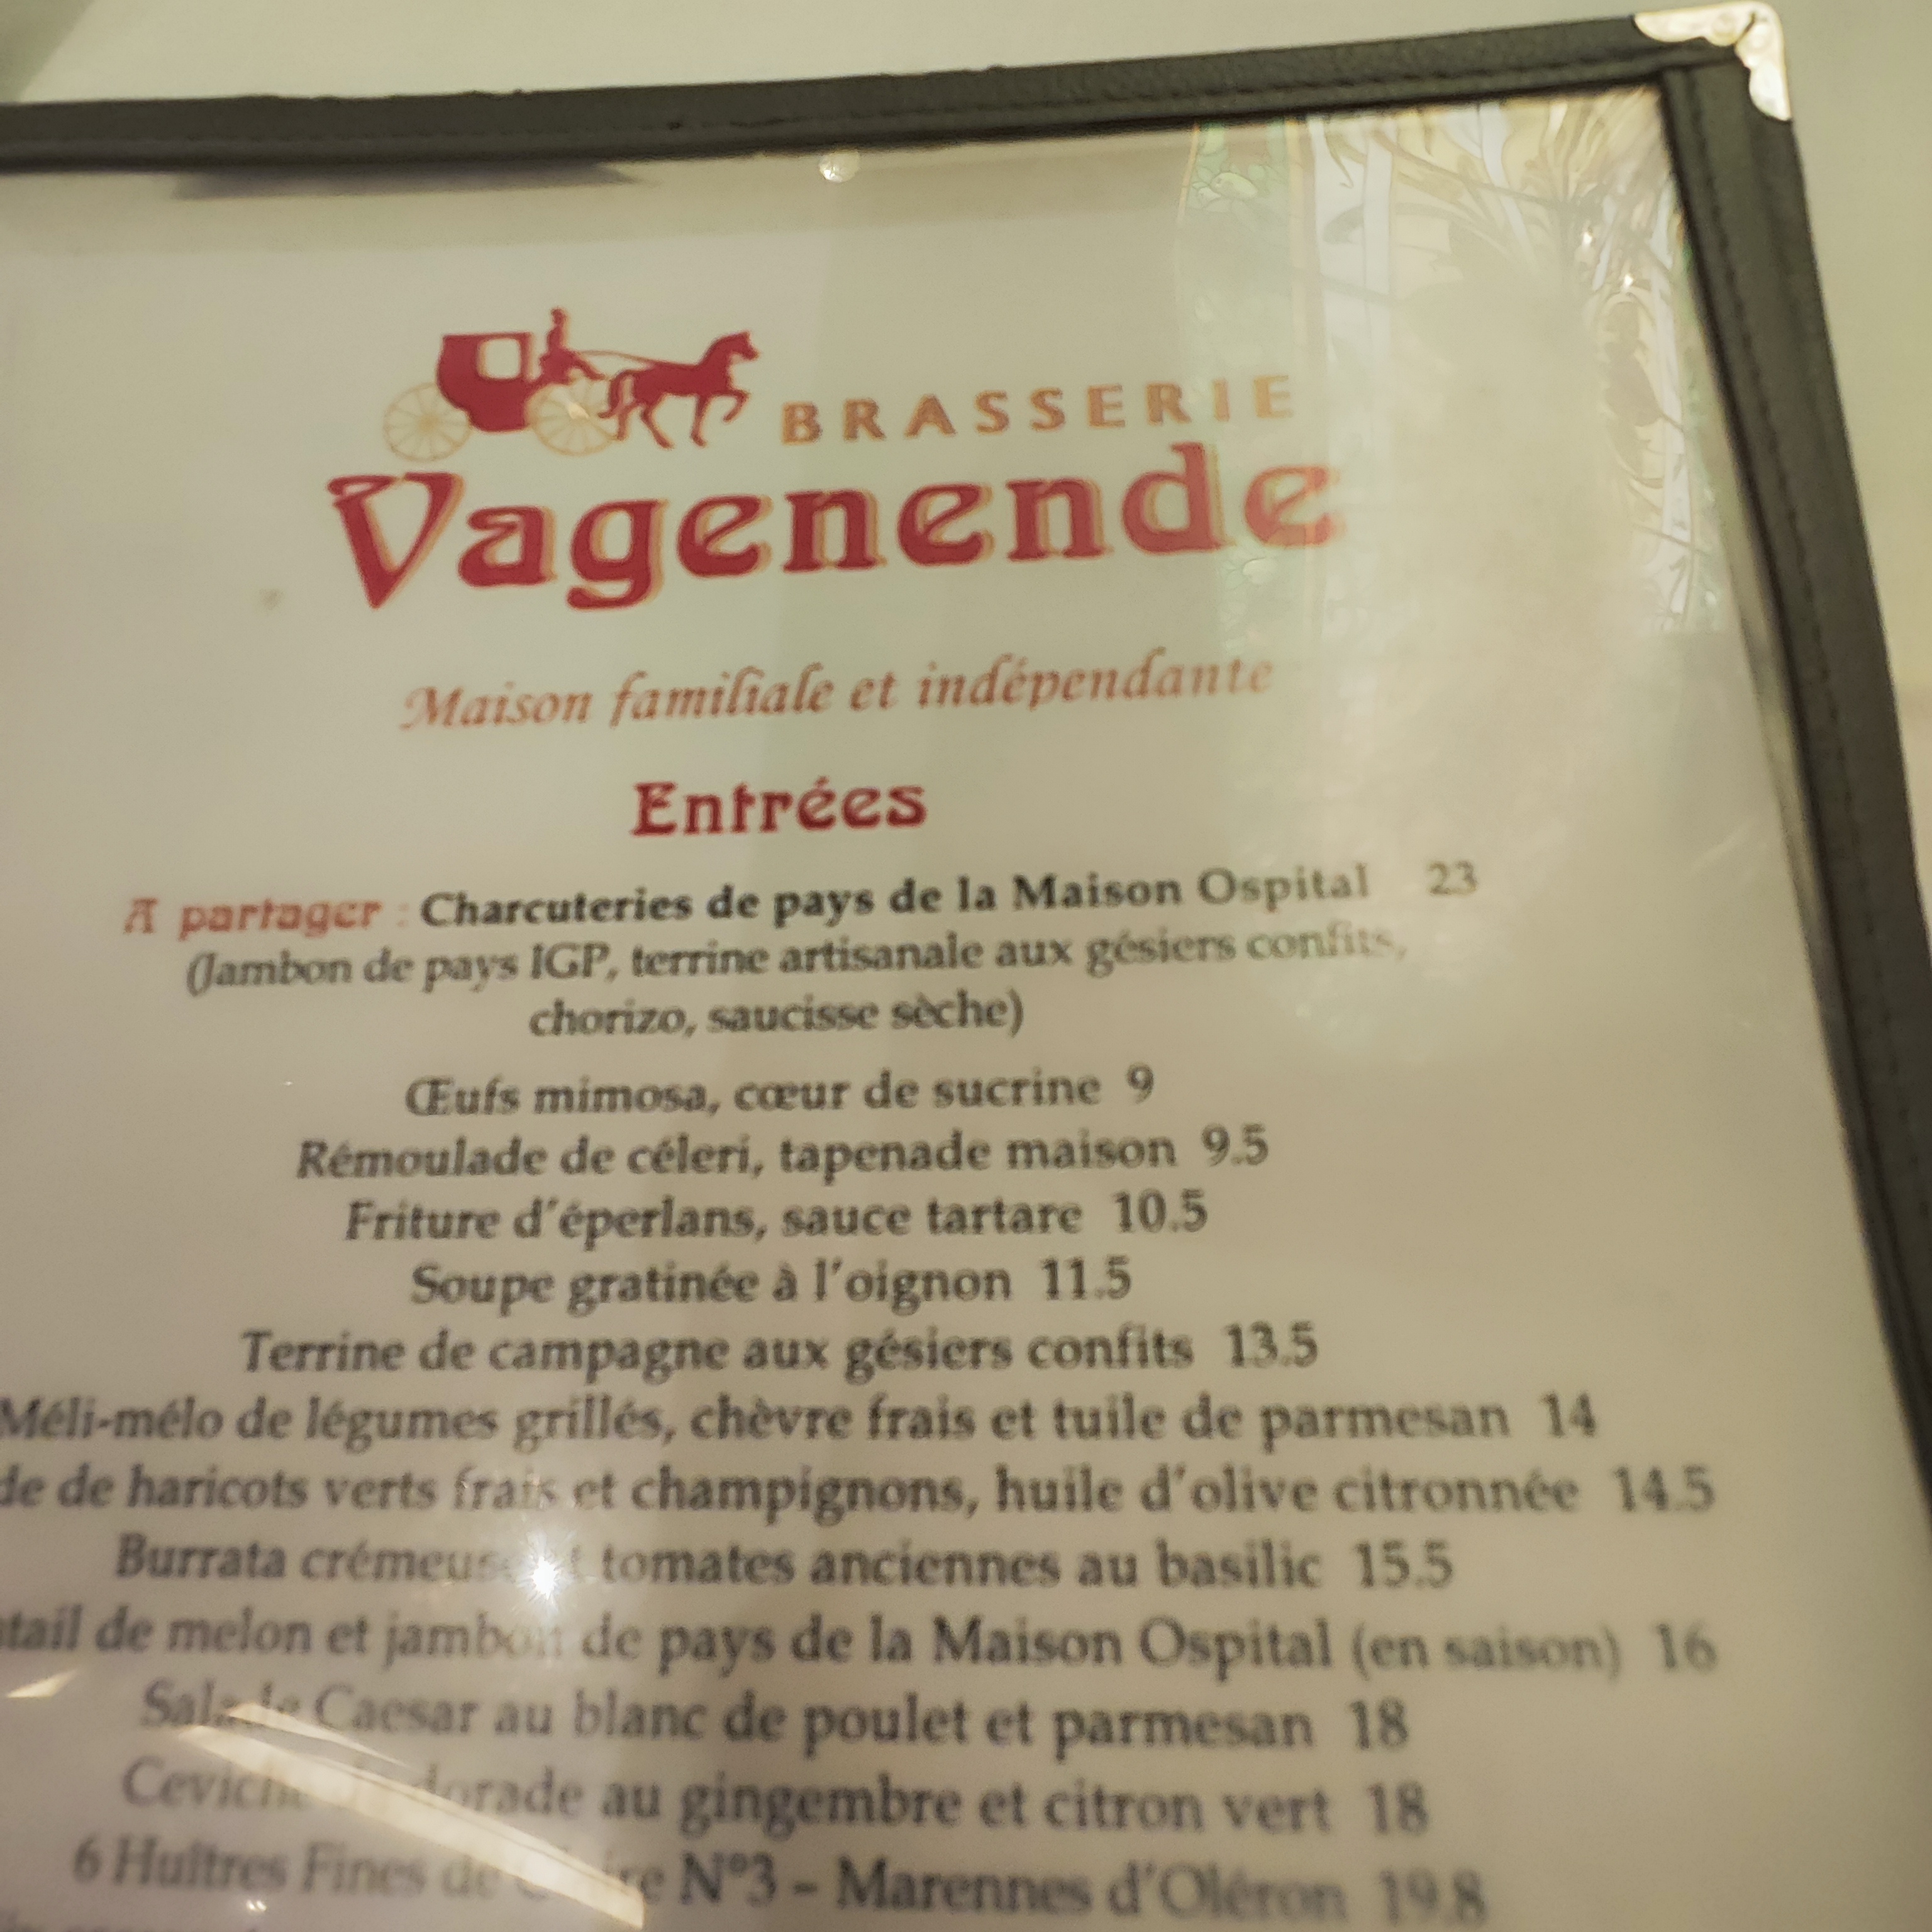 BRASSERIE
Vagenende
Maison familiale et indépendante
Entrées
A partager : Charcuteries de pays de la Maison Ospital 23
(Jambon de pays IGP, terrine artisanale aux gésiers confits,
chorizo, saucisse sèche)
Œufs mimosa, cœur de sucrine 9
Rémoulade de céleri, tapenade maison 9.5
Friture d'éperlans, sauce tartare 10.5
Soupe gratinée à l'oignon 11.5
Terrine de campagne aux gésiers confits 13.5
Méli-mélo de légumes grillés, chèvre frais et tuile de parmesan 14
de haricots verts frais et champignons, huile d'olive citronnée 14.5
Burrata tomates anciennes au basilic 15.5
de melon et jambon de pays de la Maison Ospital (en saison) 16
Salade Caesar au blanc de poulet et parmesan 18
Ceviche dorade au gingembre et citron vert 18
6 Huîtres Fines de N°3 - Marennes d'Oléron 19.8